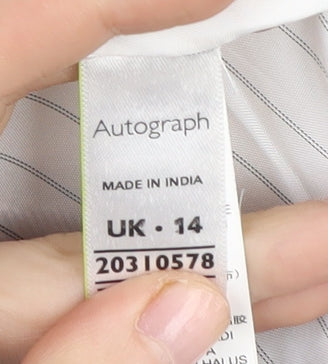 Autograph
MADE IN INDIA
UK • 14
20310578